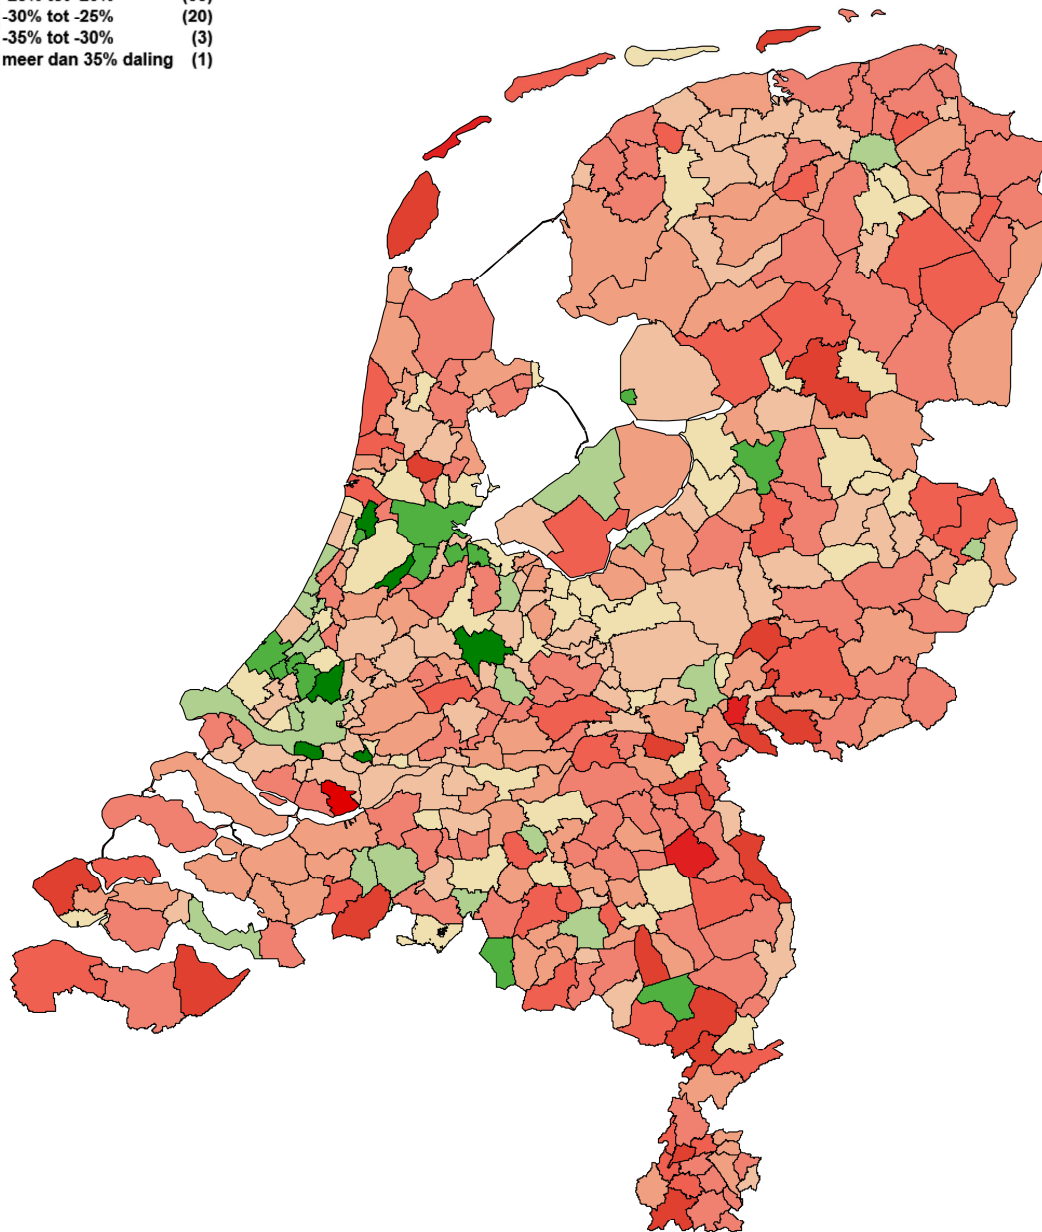 -30% tot -25% (20)
-35% tot -30% (3)
meer dan 35% daling (1)